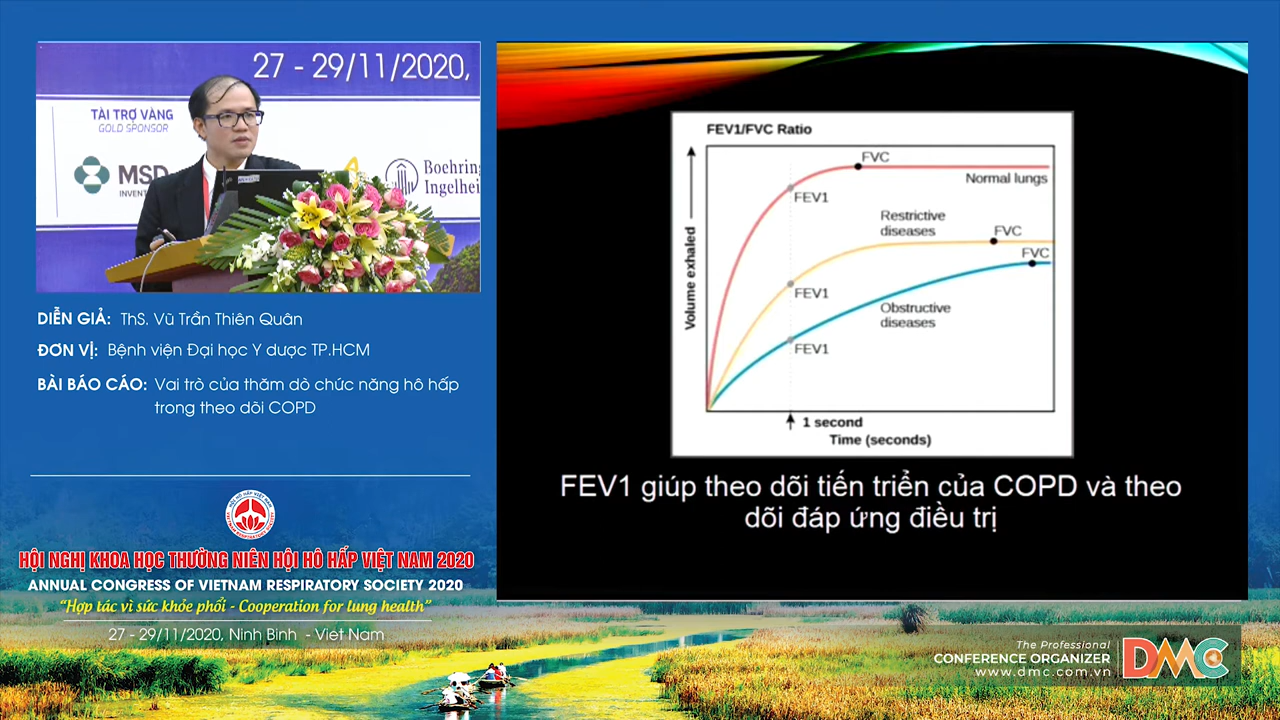 27 - 29/11/2020,
TÀI TRỢ VÀNG
GOLD SPONSOR
MSD
Boehring
Ingelhei
DIỄN GIẢ: ThS. Vũ Trần Thiên Quân
ĐƠN VỊ: Bệnh viện Đại học Y dược TP.HCM
BÀI BÁO CÁO: Vai trò của thăm dò chức năng hô hấp
trong theo dõi COPD
HỘI NGHỊ KHOA HỌC THƯỜNG NIÊN HỘI HÔ HẤP VIỆT NAM 2020
ANNUAL CONGRESS OF VIETNAM RESPIRATORY SOCIETY 2020
“Hợp tác vì sức khỏe phổi - Cooperation for lung health”
27 - 29/11/2020, Ninh Bình - Viet Nam
FEV1/FVC Ratio
FVC
Normal lungs
FEV1
Restrictive
diseases
FVC
FVC
FEV1
Obstructive
diseases
FEV1
Volume exhaled
1 second
Time (seconds)
FEV1 giúp theo dõi tiến triển của COPD và theo
dõi đáp ứng điều trị
The Professional
CONFERENCE ORGANIZER
www.dmc.com.vn
DMC